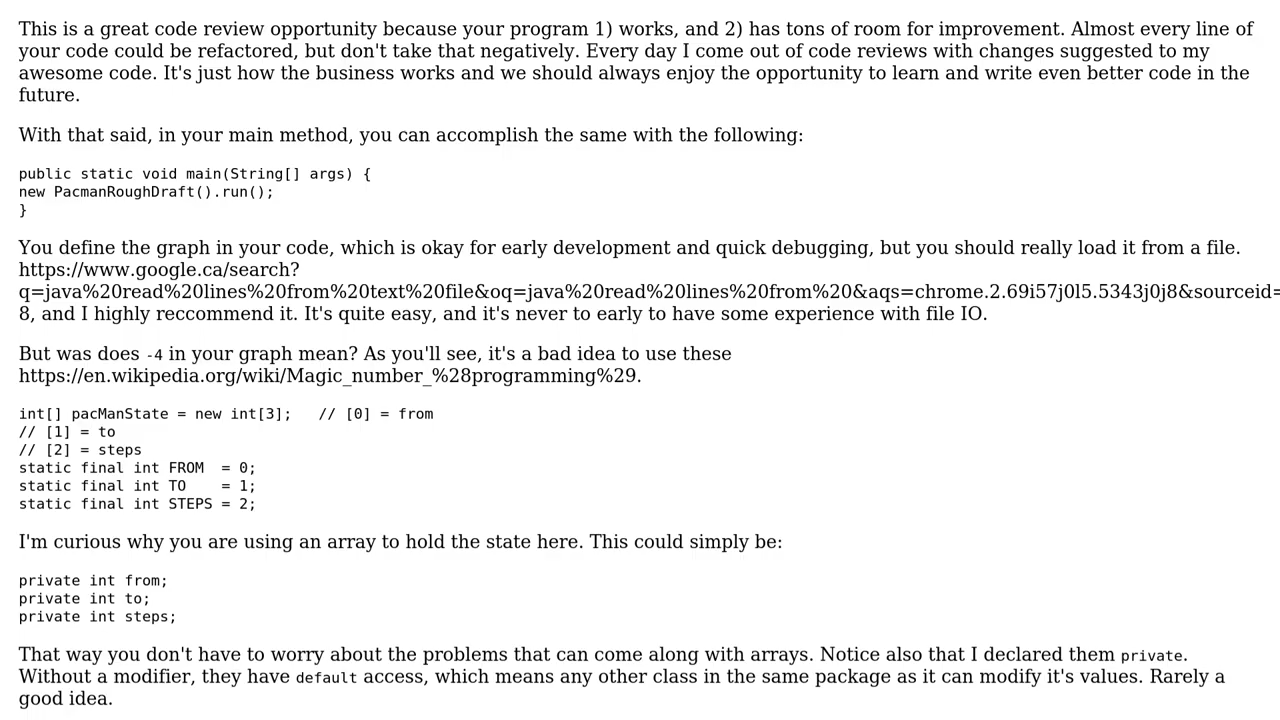 This is a great code review opportunity because your program 1) works, and 2) has tons of room for improvement. Almost every line of
your code could be refactored, but don't take that negatively. Every day I come out of code reviews with changes suggested to my
awesome code. It's just how the business works and we should always enjoy the opportunity to learn and write even better code in the
future.
With that said, in your main method, you can accomplish the same with the following:
public static void main(String[] args) {
new PacmanRoughDraft().run();
}
You define the graph in your code, which is okay for early development and quick debugging, but you should really load it from a file.
https://www.google.ca/search?
q=java%20read%20lines%20from%20text%20file&oq=java%20read%20lines%20from%20&aqs=chrome.2.69i57j0l5.5343j0j8&sourceid=
8, and I highly reccommend it. It's quite easy, and it's never to early to have some experience with file IO.
But was does -4 in your graph mean? As you'll see, it's a bad idea to use these
https://en.wikipedia.org/wiki/Magic_number_%28programming%29.
int[] pacManState = new int[3];   // [0] = from
// [1] = to
// [2] = steps
static final int FROM  = 0;
static final int TO    = 1;
static final int STEPS = 2;
I'm curious why you are using an array to hold the state here. This could simply be:
private int from;
private int to;
private int steps;
That way you don't have to worry about the problems that can come along with arrays. Notice also that I declared them private.
Without a modifier, they have default access, which means any other class in the same package as it can modify it's values. Rarely a
good idea.